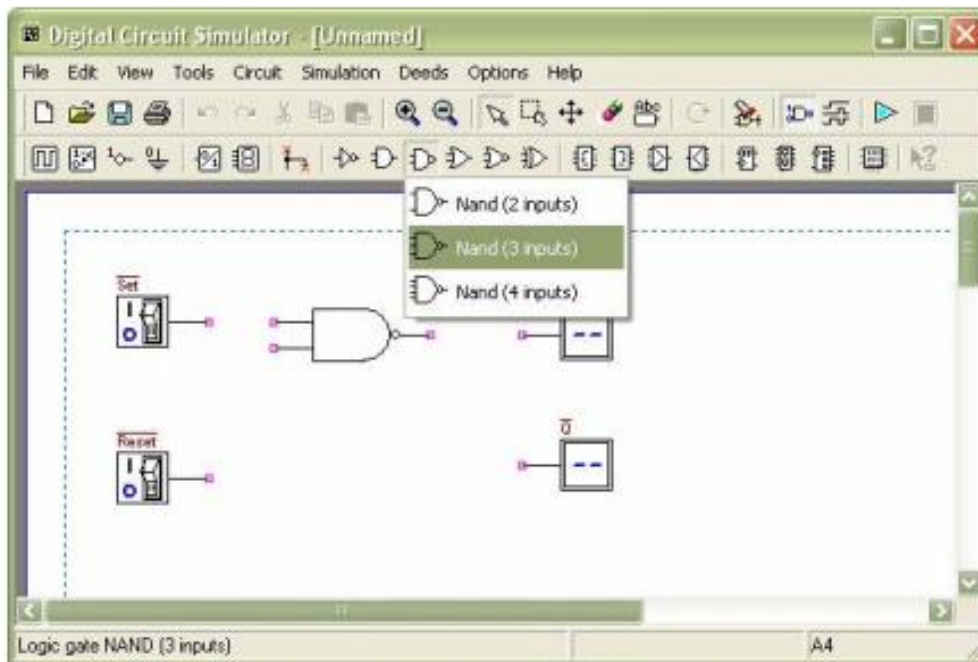 Digital Circuit Simulator - [Unnamed]
File Edit View Tools Circuit Simulation Deeds Options Help
Abc
Nand (2 inputs)
Nand (3 inputs)
Nand (4 inputs)
Set
Reset
Q
Logic gate NAND (3 inputs)
A4